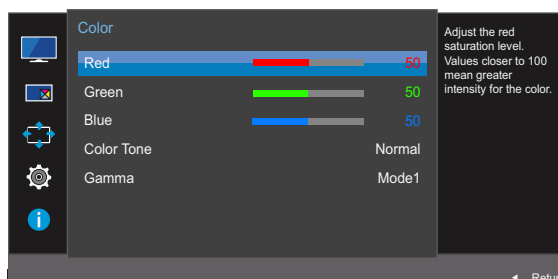 Color
Adjust the red
saturation level.
Values closer to 100
mean greater
intensity for the color.
Red 50
Green 50
Blue 50
Color Tone Normal
Gamma Mode1